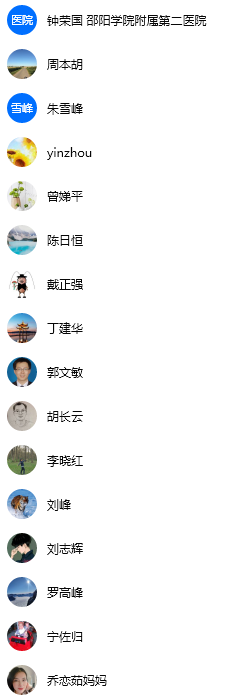 医院 钟荣国 邵阳学院附属第二医院
周本胡
雪峰 朱雪峰
yinzhou
曾娣平
陈日恒
戴正强
丁建华
郭文敏
胡长云
李晓红
刘峰
刘志辉
罗高峰
宁佐归
乔恋茹妈妈